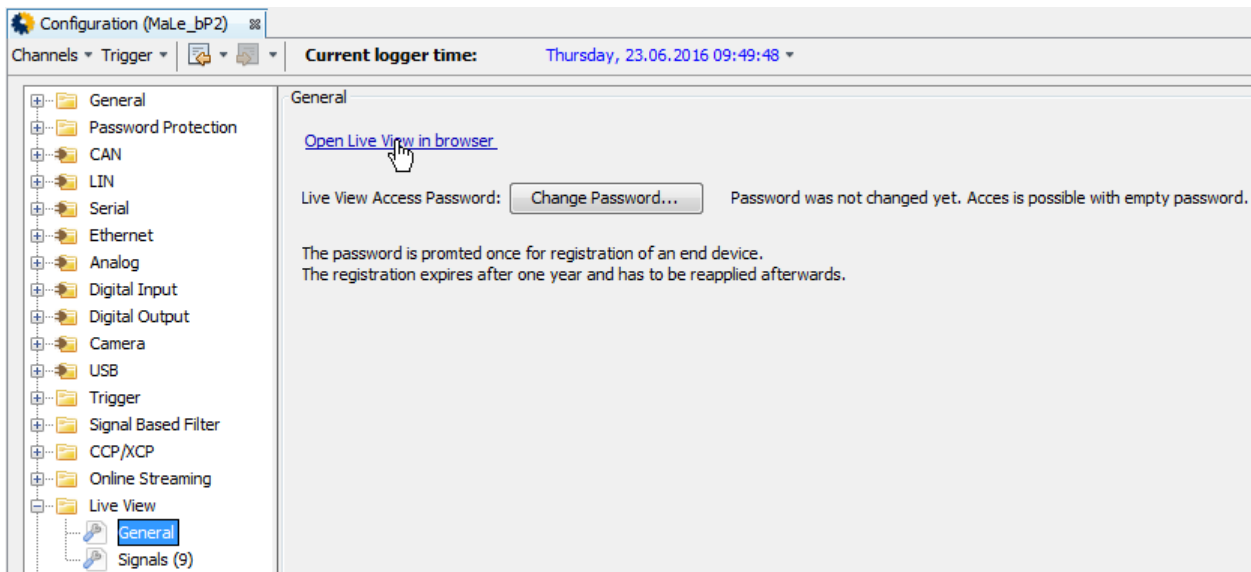 Configuration (MaLe_bP2)
Channels Trigger Current logger time: Thursday, 23.06.2016 09:49:48
General
Password Protection
CAN
LIN
Serial
Ethernet
Analog
Digital Input
Digital Output
Camera
USB
Trigger
Signal Based Filter
CCP/XCP
Online Streaming
Live View
General
Signals (9)
General
Open Live View in browser
Live View Access Password: Change Password... Password was not changed yet. Acces is possible with empty password.
The password is promted once for registration of an end device.
The registration expires after one year and has to be reapplied afterwards.